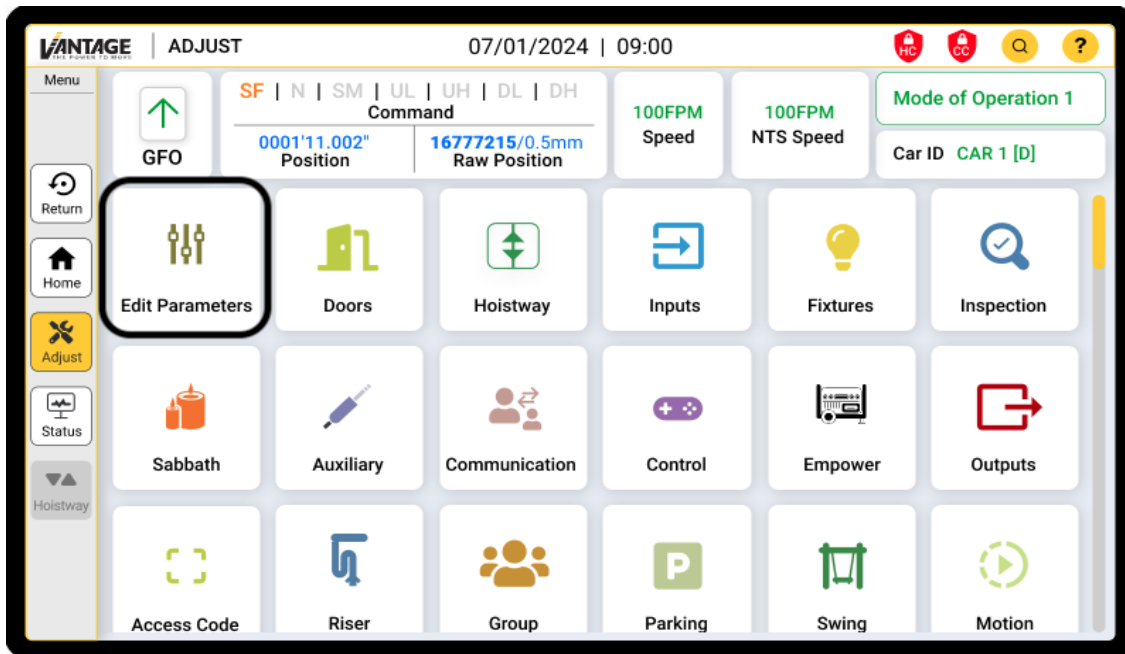 VANTAGE
THE POWER TO MOVE
ADJUST
07/01/2024 | 09:00
HC
CC
?
Menu
GFO
SF | N | SM | UL | UH | DL | DH
Command
0001'11.002"
Position
16777215/0.5mm
Raw Position
100FPM
Speed
100FPM
NTS Speed
Mode of Operation 1
Car ID CAR 1 [D]
Return
Home
Adjust
Status
Hoistway
Edit Parameters
Doors
Hoistway
Inputs
Fixtures
Inspection
Sabbath
Auxiliary
Communication
Control
Empower
Outputs
Access Code
Riser
Group
P
Parking
Swing
Motion